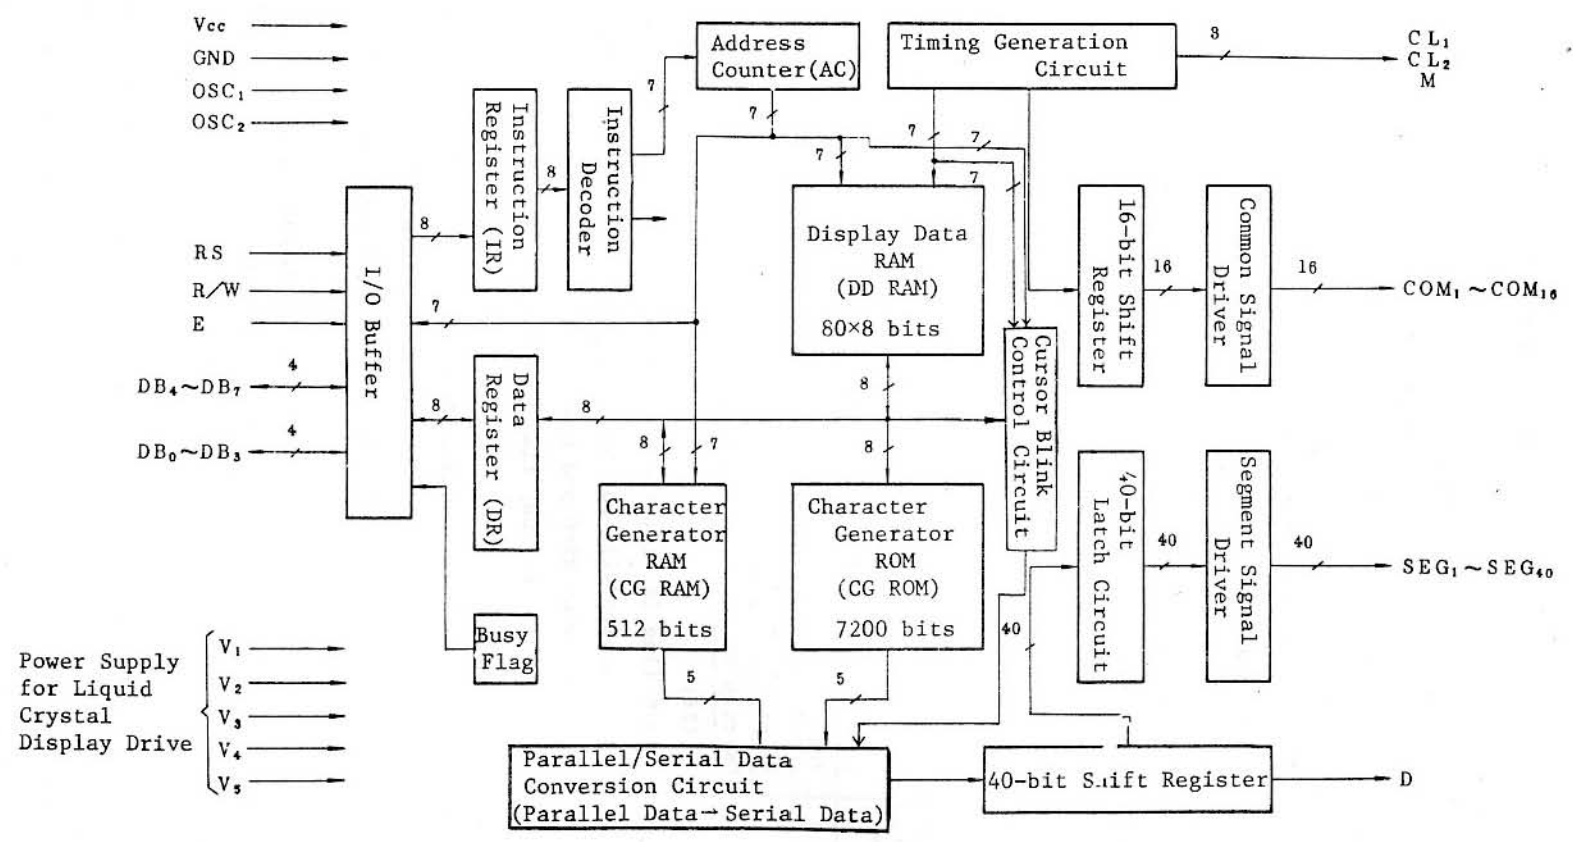 Vcc
GND
OSC₁
OSC₂
RS
R/W
E
DB₄~DB₇
4
DB₀~DB₃
4
Power Supply
for Liquid
Crystal
Display Drive
V₁
V₂
V₃
V₄
V₅
I/O Buffer
8
7
8
Instruction
Register (IR)
8
Instruction
Decoder
7
Address
Counter(AC)
7
7
7
Timing Generation
Circuit
7
7
3
CL₁
CL₂
M
Display Data
RAM
(DD RAM)
80×8 bits
8
Data
Register (DR)
8
8
7
8
Busy
Flag
Character
Generator
RAM
(CG RAM)
512 bits
5
Character
Generator
ROM
(CG ROM)
7200 bits
5
Cursor Blink
Control Circuit
16-bit Shift
Register
16
Common Signal
Driver
16
COM₁~COM₁₆
40-bit
Latch Circuit
40
Segment Signal
Driver
40
SEG₁~SEG₄₀
40
Parallel/Serial Data
Conversion Circuit
(Parallel Data→Serial Data)
40-bit Shift Register
D